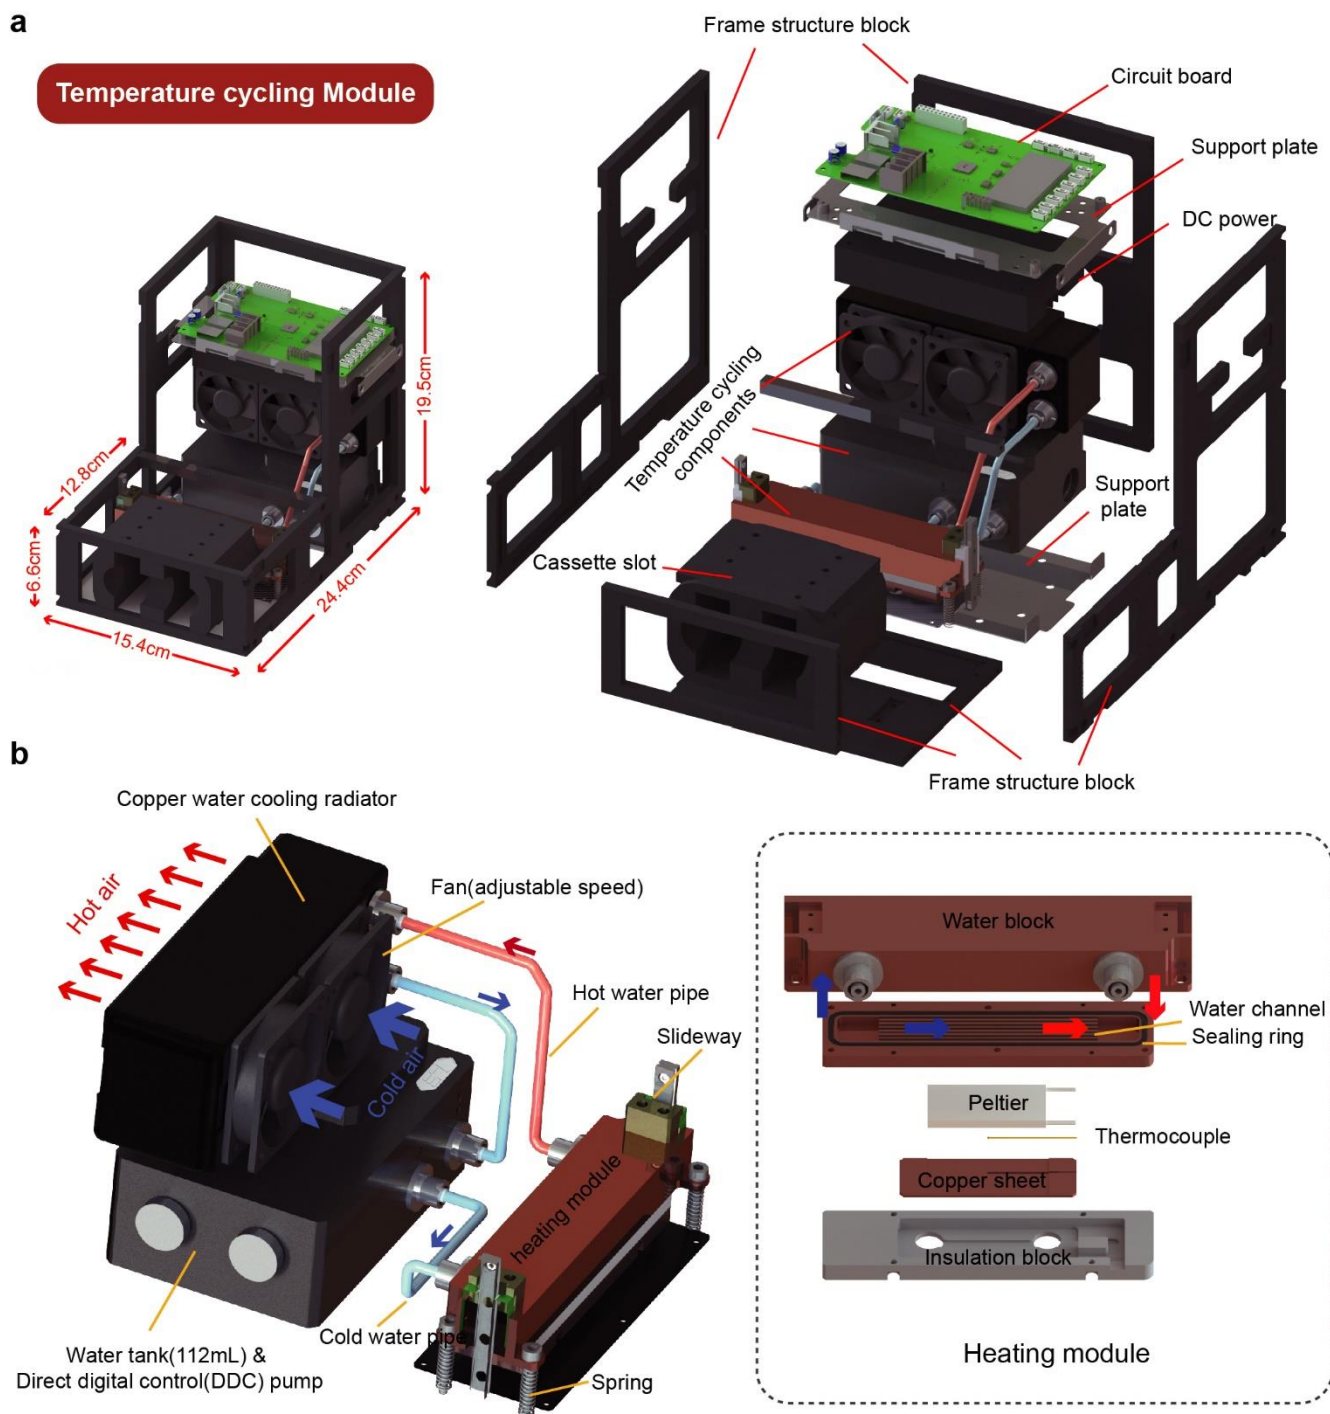 a
Temperature cycling Module
Frame structure block
Circuit board
Support plate
DC power
Temperature cycling
components
Support
plate
Cassette slot
Frame structure block
19.5cm
12.8cm
6.6cm
24.4cm
15.4cm
b
Copper water cooling radiator
Hot air
Fan(adjustable speed)
Hot water pipe
Slideway
Cold air
heating module
Cold water pipe
Water tank(112mL) &
Direct digital control(DDC) pump
Spring
Water block
Water channel
Sealing ring
Peltier
Thermocouple
Copper sheet
Insulation block
Heating module